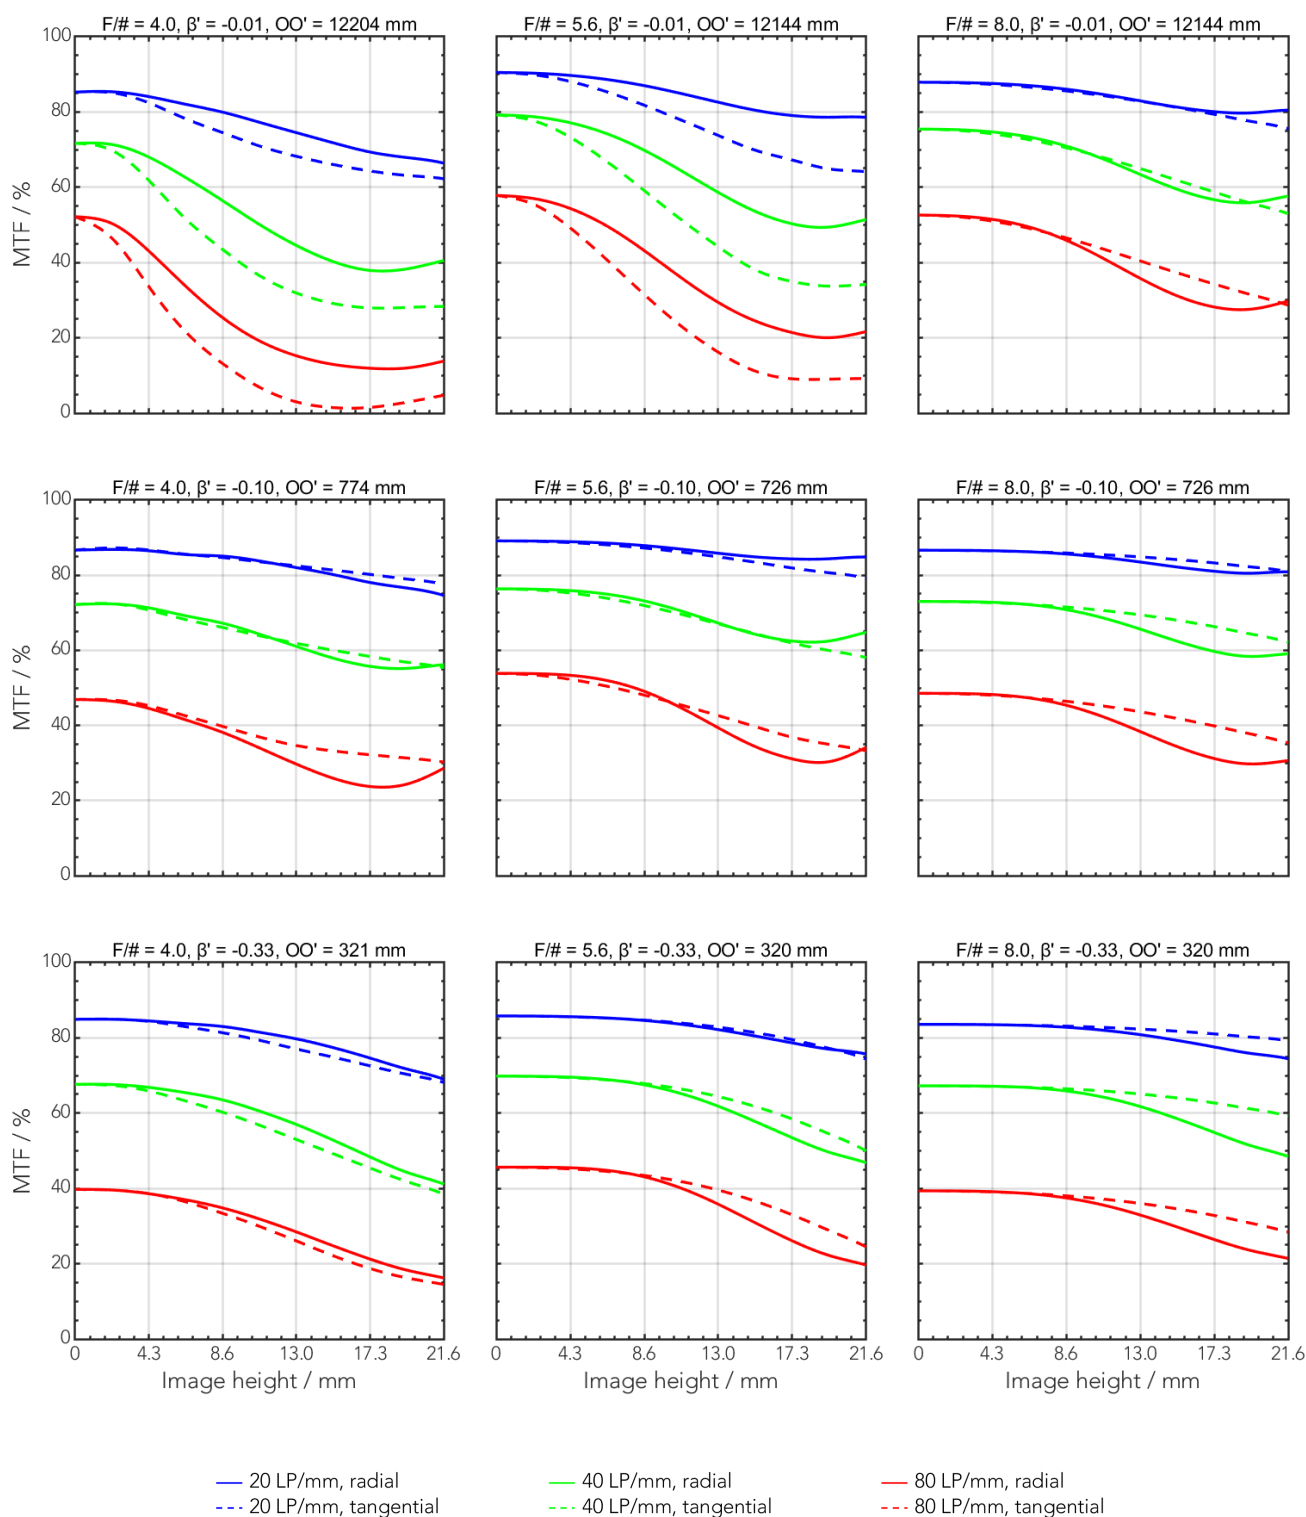 F/# = 4.0, β' = -0.01, OO' = 12204 mm
F/# = 5.6, β' = -0.01, OO' = 12144 mm
F/# = 8.0, β' = -0.01, OO' = 12144 mm
100
80
60
40
20
0
MTF / %
F/# = 4.0, β' = -0.10, OO' = 774 mm
F/# = 5.6, β' = -0.10, OO' = 726 mm
F/# = 8.0, β' = -0.10, OO' = 726 mm
100
80
60
40
20
0
MTF / %
F/# = 4.0, β' = -0.33, OO' = 321 mm
F/# = 5.6, β' = -0.33, OO' = 320 mm
F/# = 8.0, β' = -0.33, OO' = 320 mm
100
80
60
40
20
0
MTF / %
0 4.3 8.6 13.0 17.3 21.6
0 4.3 8.6 13.0 17.3 21.6
0 4.3 8.6 13.0 17.3 21.6
Image height / mm
Image height / mm
Image height / mm
20 LP/mm, radial
40 LP/mm, radial
80 LP/mm, radial
20 LP/mm, tangential
40 LP/mm, tangential
80 LP/mm, tangential